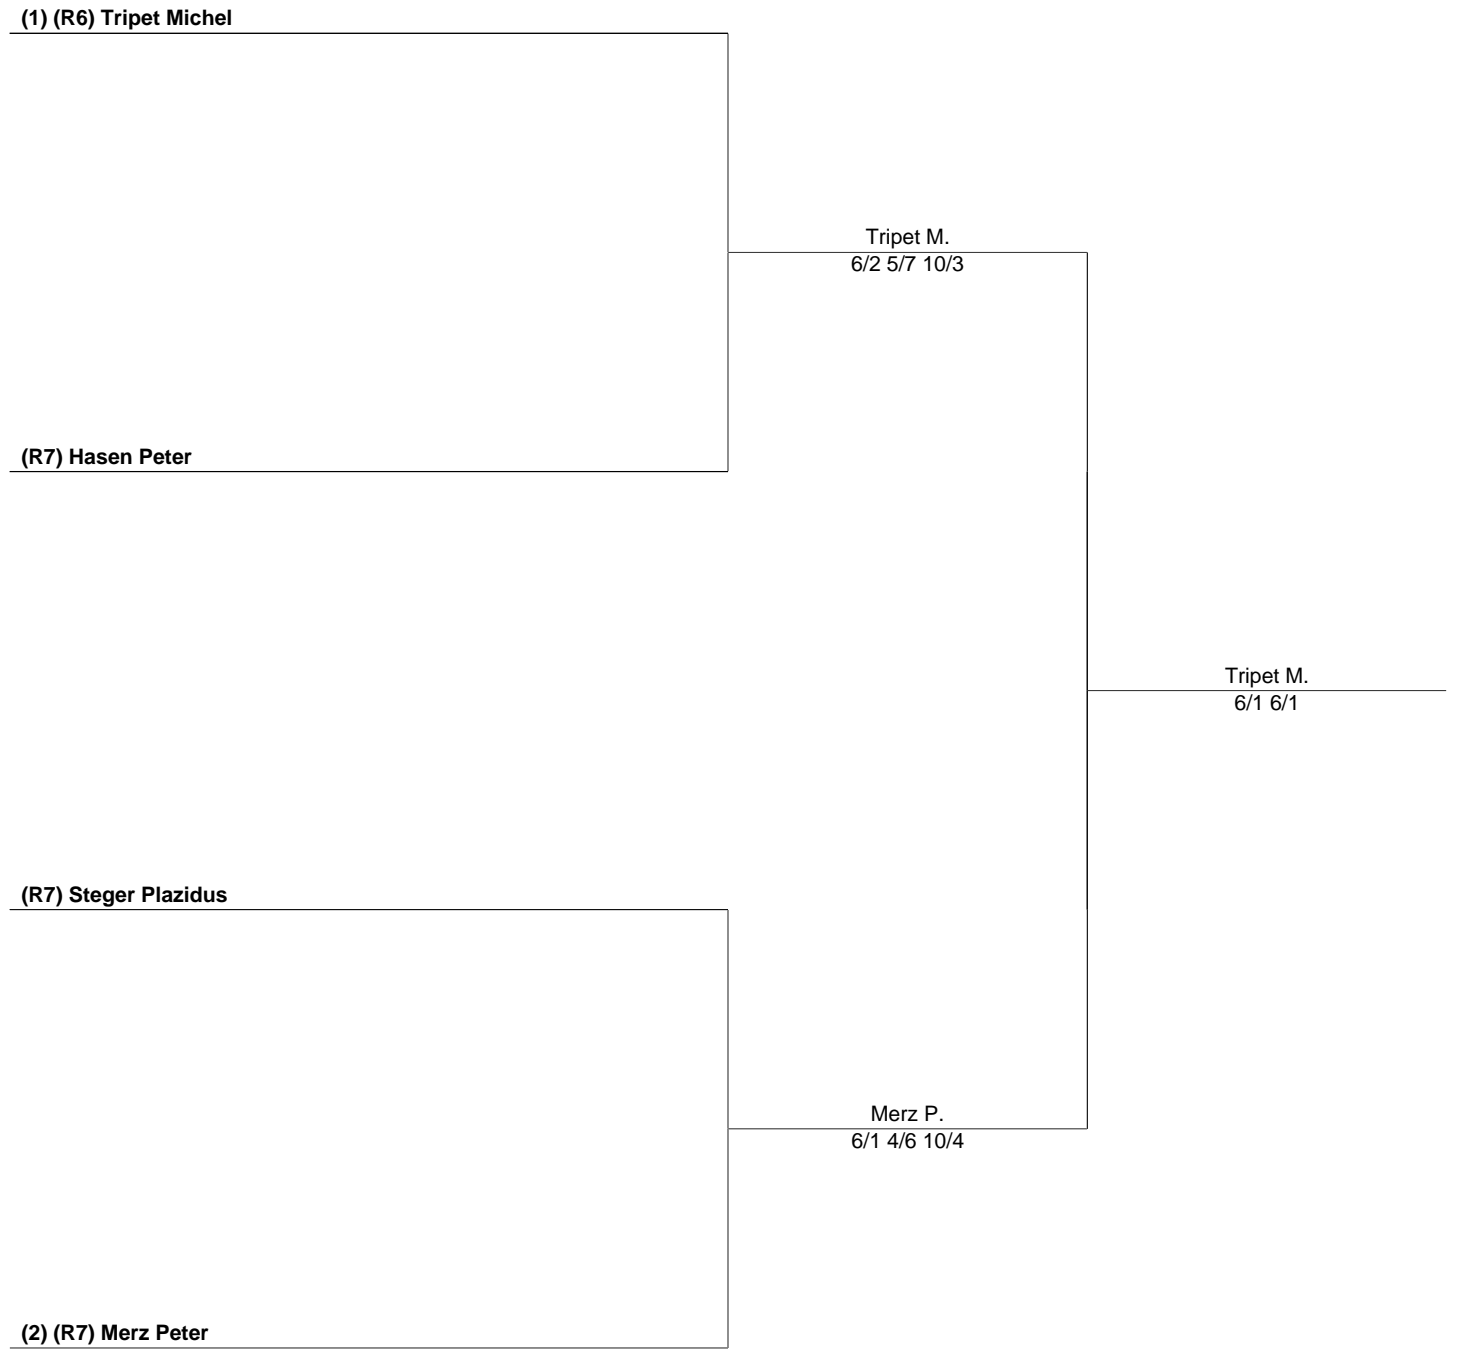 (1) (R6) Tripet Michel
Tripet M.
6/2 5/7 10/3
(R7) Hasen Peter
Tripet M.
6/1 6/1
(R7) Steger Plazidus
Merz P.
6/1 4/6 10/4
(2) (R7) Merz Peter